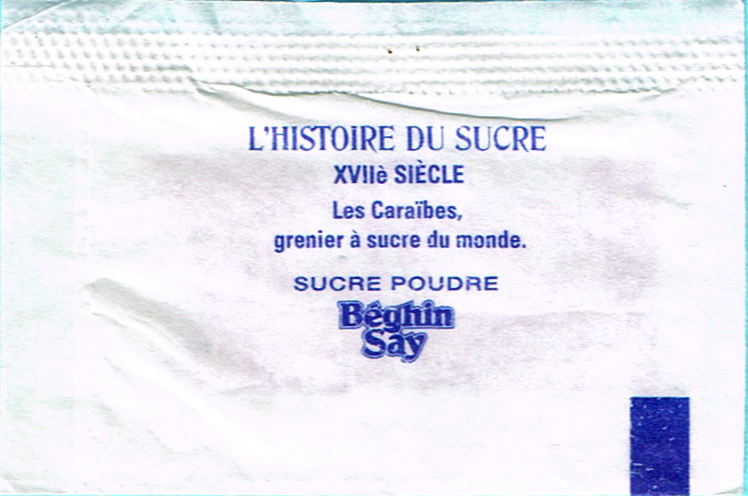 L'HISTOIRE DU SUCRE
XVIIè SIÈCLE
Les Caraïbes,
grenier à sucre du monde.
SUCRE POUDRE
Béghin
Say